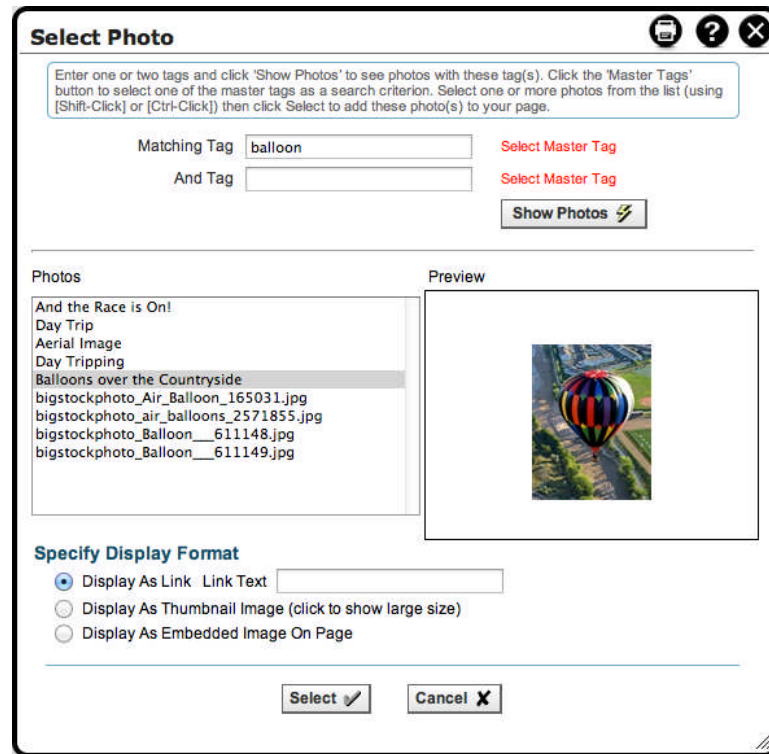 Select Photo
Enter one or two tags and click 'Show Photos' to see photos with these tag(s). Click the 'Master Tags'
button to select one of the master tags as a search criterion. Select one or more photos from the list (using
[Shift-Click] or [Ctrl-Click]) then click Select to add these photo(s) to your page.
Matching Tag balloon Select Master Tag
And Tag Select Master Tag
Show Photos
Photos Preview
And the Race is On!
Day Trip
Aerial Image
Day Tripping
Balloons over the Countryside
bigstockphoto_Air_Balloon_165031.jpg
bigstockphoto_air_balloons_2571855.jpg
bigstockphoto_Balloon___611148.jpg
bigstockphoto_Balloon___611149.jpg
Specify Display Format
Display As Link Link Text
Display As Thumbnail Image (click to show large size)
Display As Embedded Image On Page
Select Cancel